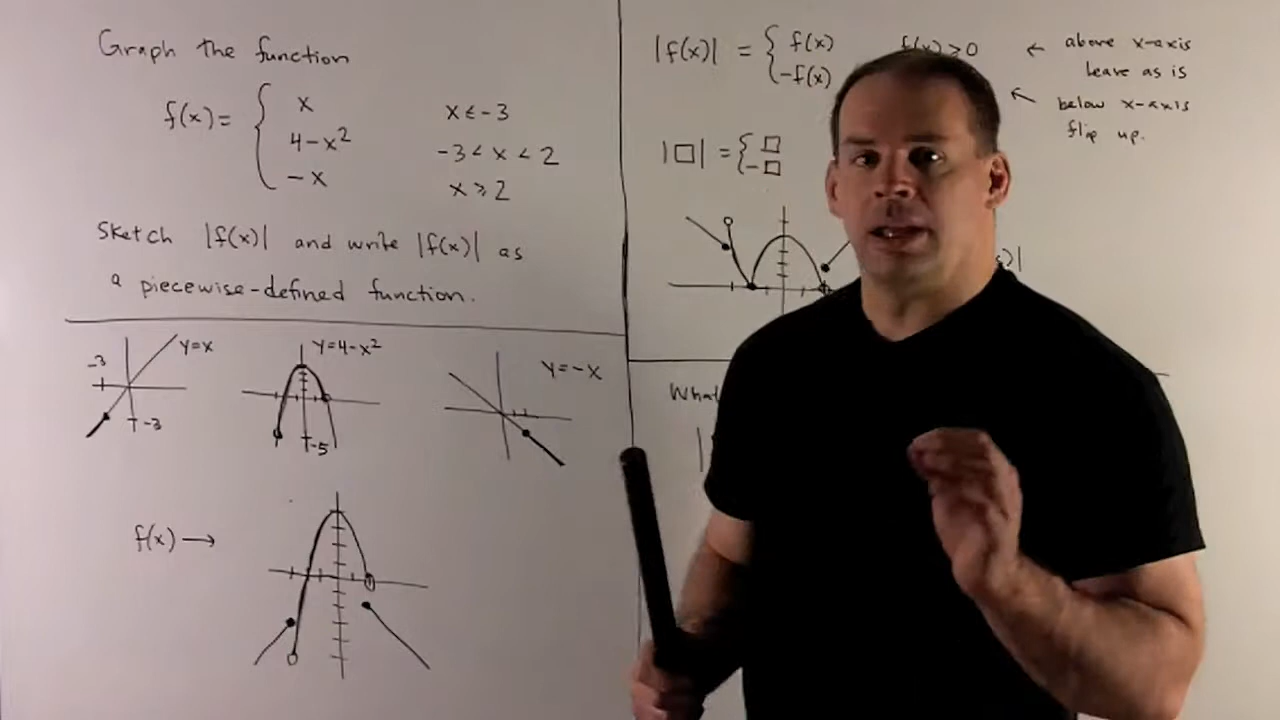 Graph the function
f(x) = { x    x ≤ -3
4-x²    -3 < x < 2
-x    x ≥ 2
Sketch |f(x)| and write |f(x)| as
a piecewise-defined function.
-3
y=x
-3
y=4-x²
-5
y=-x
f(x) →
|f(x)| = { f(x)    f(x) ≥ 0 ← above x-axis
leave as is
-f(x) ← below x-axis
flip up.
|□| = { □
-□